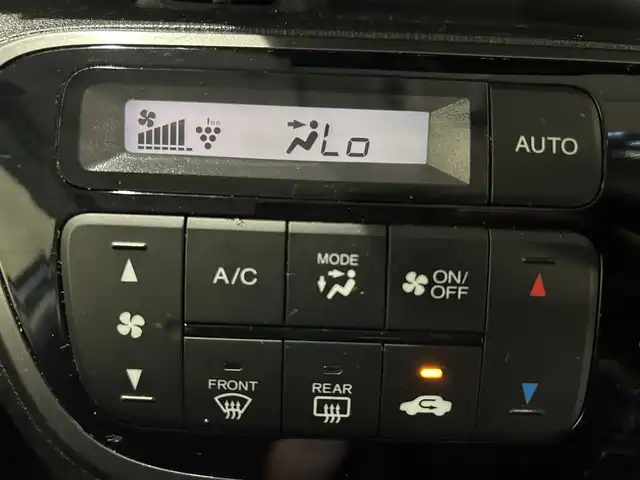 ion
Lo
AUTO
A/C
MODE
ON/
OFF
FRONT
REAR